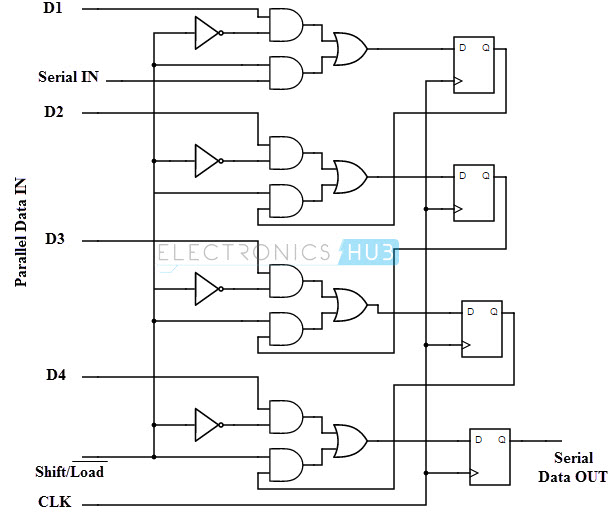 D1
D Q
Serial IN
D2
D Q
Parallel Data IN
D3
ELECTRONICS HUB
D Q
D4
D Q
Shift/Load
Serial
Data OUT
CLK